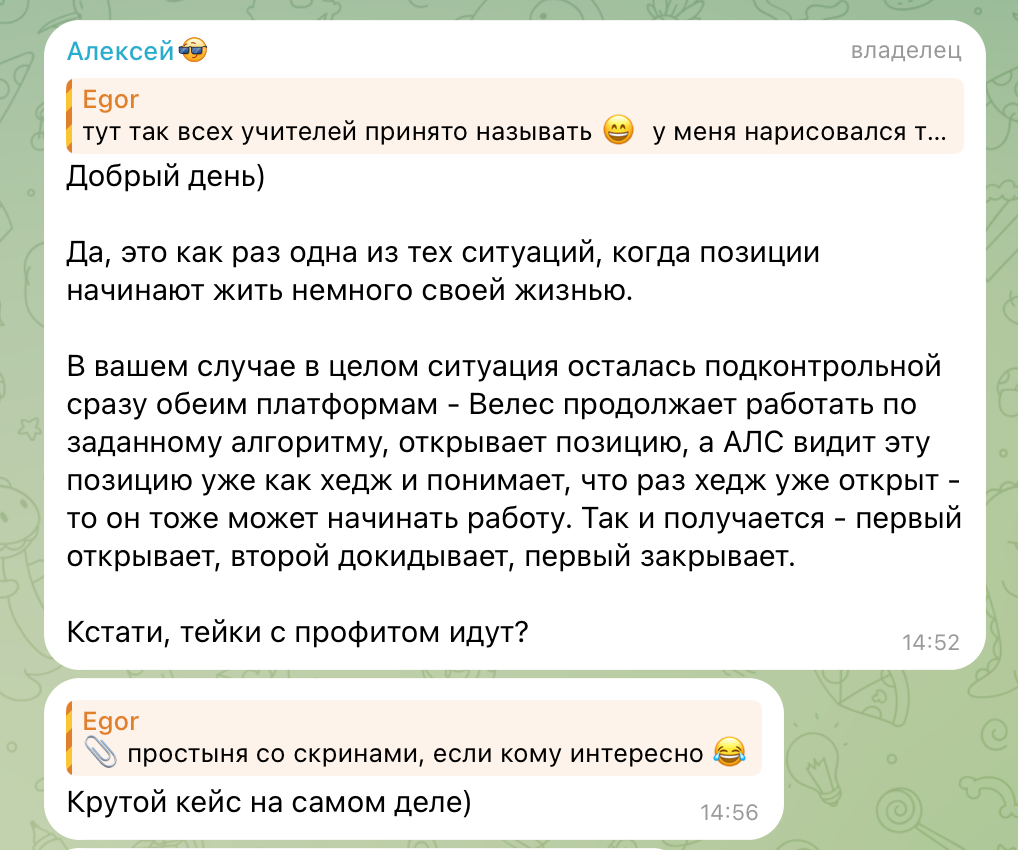 Алексей😎 владелец
Egor
тут так всех учителей принято называть 😄 у меня нарисовался т...
Добрый день)
Да, это как раз одна из тех ситуаций, когда позиции
начинают жить немного своей жизнью.
В вашем случае в целом ситуация осталась подконтрольной
сразу обеим платформам - Велес продолжает работать по
заданному алгоритму, открывает позицию, а АЛС видит эту
позицию уже как хедж и понимает, что раз хедж уже открыт -
то он тоже может начинать работу. Так и получается - первый
открывает, второй докидывает, первый закрывает.
Кстати, тейки с профитом идут?
14:52
Egor
📎 простыня со скринами, если кому интересно 😂
Крутой кейс на самом деле)
14:56